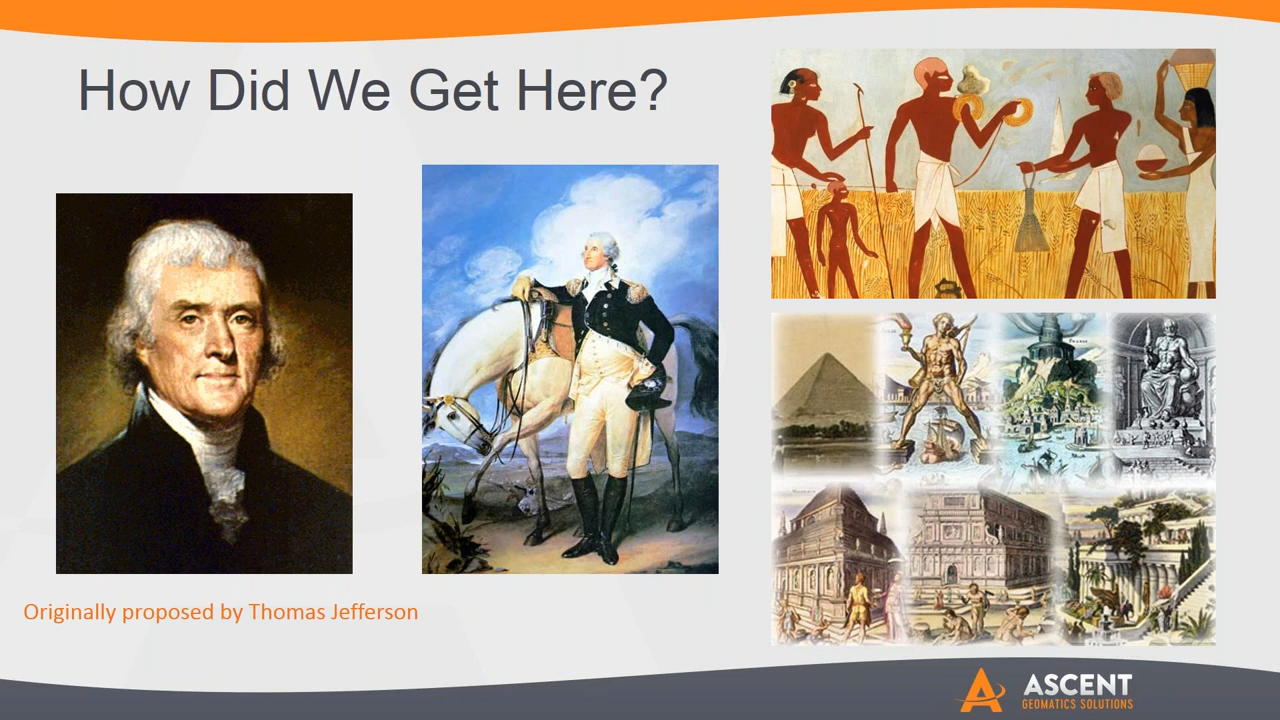 How Did We Get Here?
Originally proposed by Thomas Jefferson
ASCENT
GEOMATICS SOLUTIONS